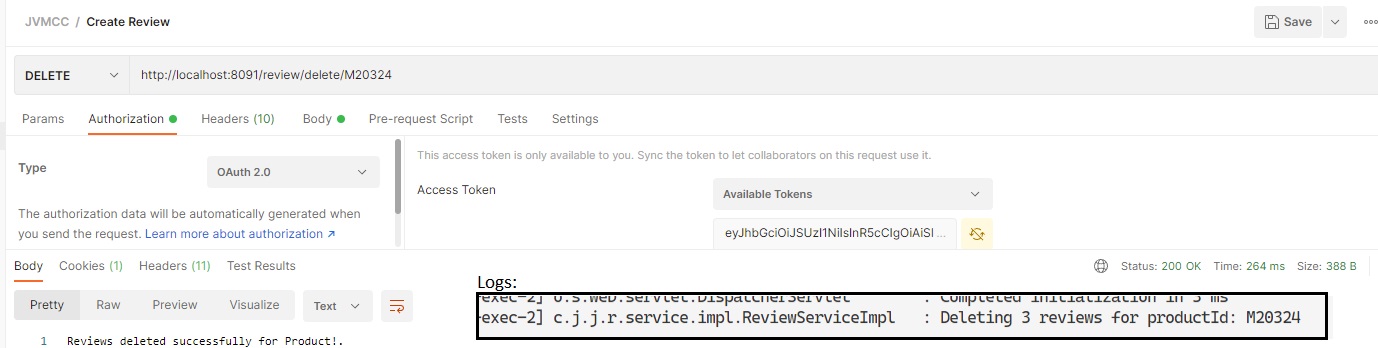 JVMCC / Create Review
Save
DELETE http://localhost:8091/review/delete/M20324
Params Authorization Headers (10) Body Pre-request Script Tests Settings
Type OAuth 2.0
The authorization data will be automatically generated when
you send the request. Learn more about authorization ↗
This access token is only available to you. Sync the token to let collaborators on this request use it.
Access Token Available Tokens
eyJhbGciOiJSUzI1NiIsInR5cCIgOiAiSl ...
Body Cookies (1) Headers (11) Test Results
Status: 200 OK Time: 264 ms Size: 388 B
Pretty Raw Preview Visualize Text
1 Reviews deleted successfully for Product!.
Logs:
-exec-2] o.s.web.servlet.DispatcherServlet : Completed initialization in 3 ms
-exec-2] c.j.j.r.service.impl.ReviewServiceImpl : Deleting 3 reviews for productId: M20324